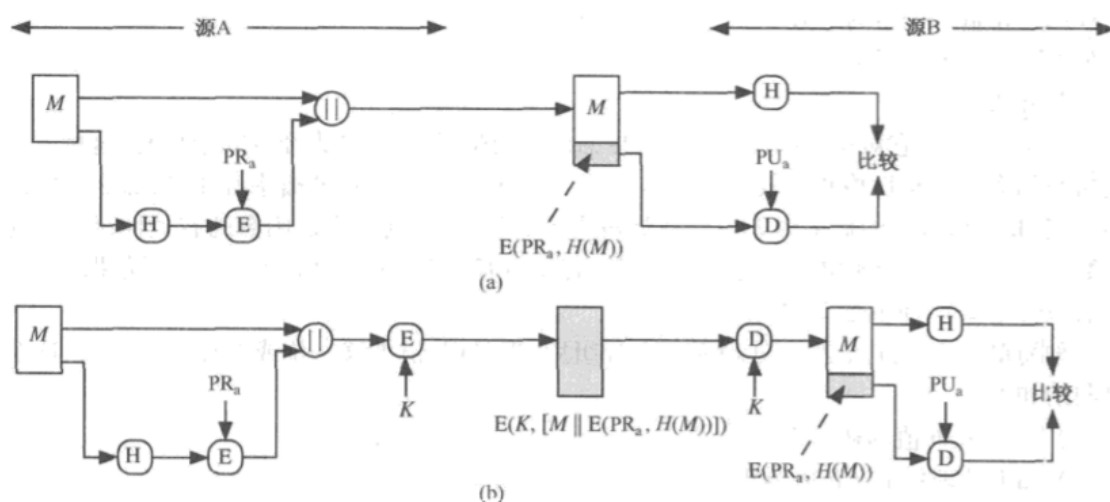 源A
源B
M
||
PRa
H
E
M
E(PRa, H(M))
H
PUa
D
比较
(a)
M
||
E
K
PRa
H
E
E(K, [M || E(PRa, H(M))])
D
K
M
E(PRa, H(M))
H
PUa
D
比较
(b)